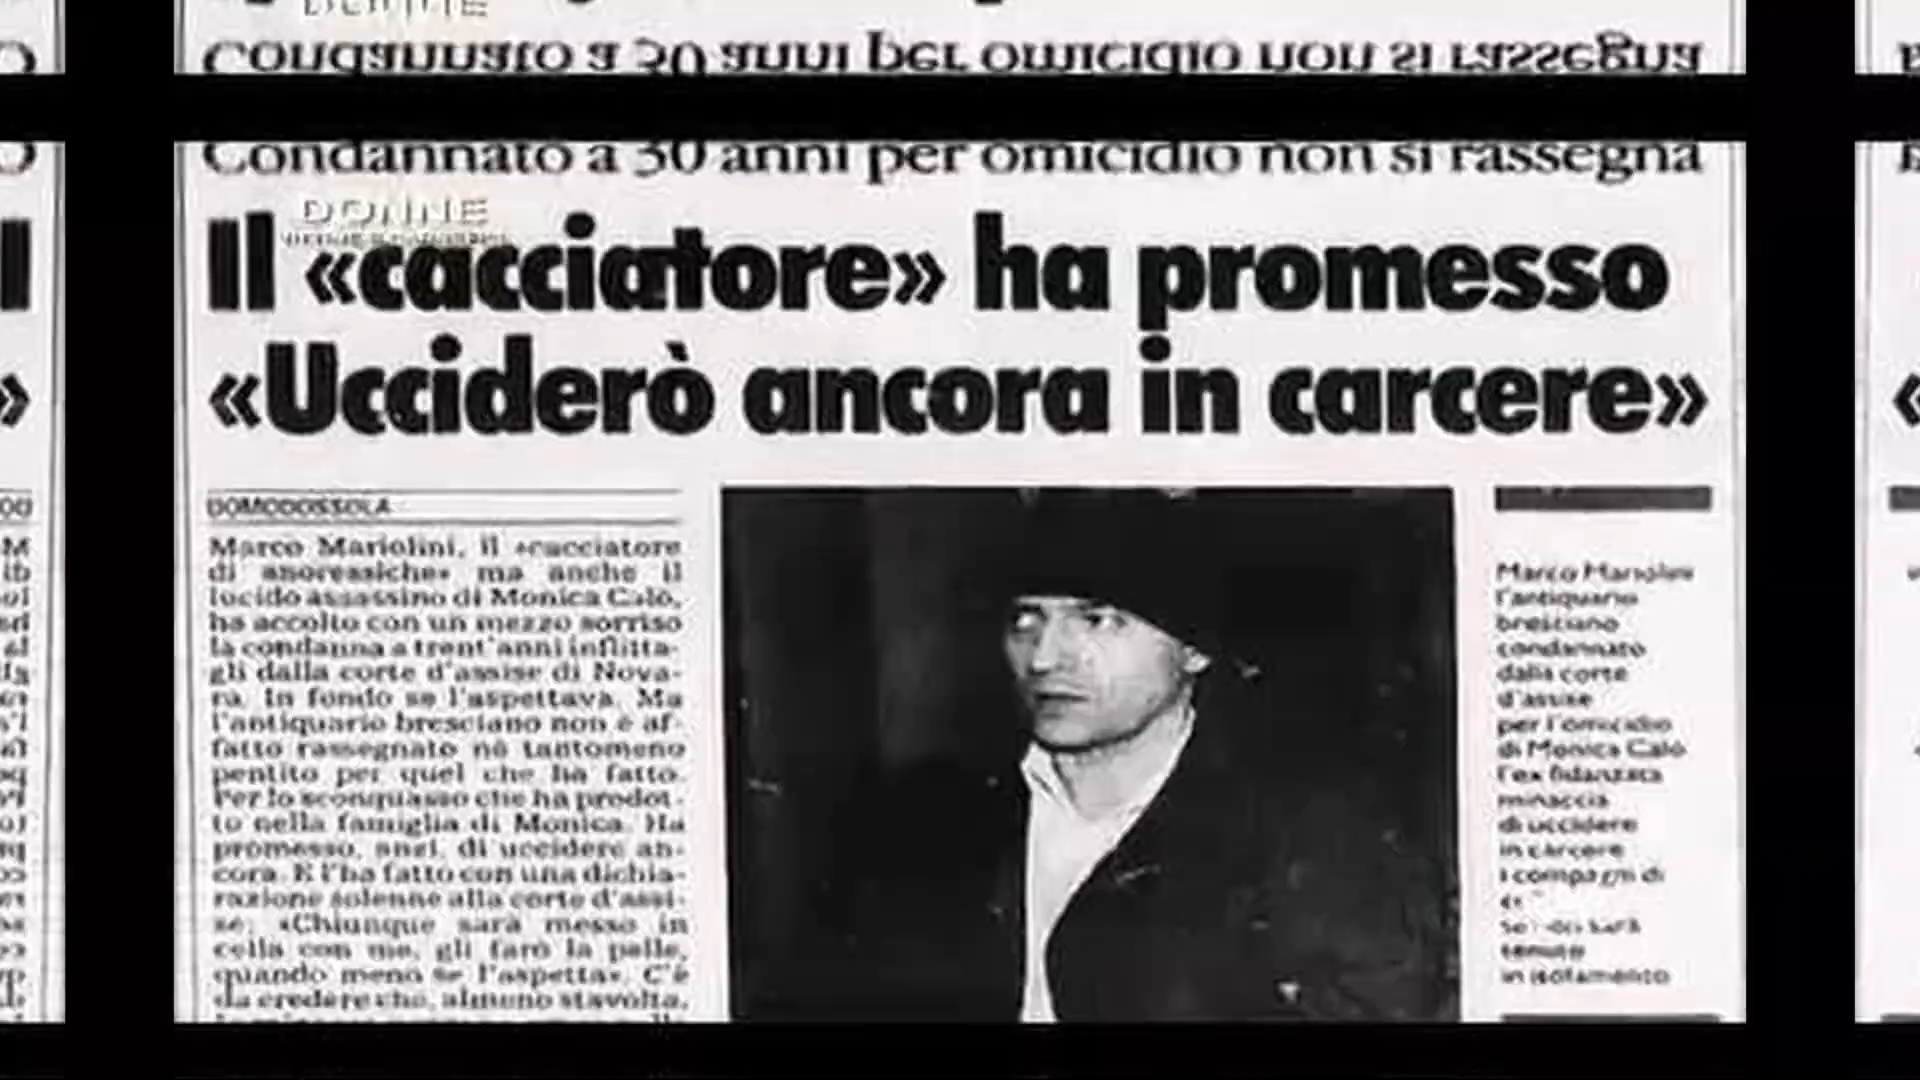 Condannato a 30 anni per omicidio non si rassegna
DONNE
Il «cacciatore» ha promesso
«Ucciderò ancora in carcere»
DOMODOSSOLA
Marco Mariolini, il «cacciatore
di anoressiche» ma anche il
lucido assassino di Monica Calò,
ha accolto con un mezzo sorriso
la condanna a trent'anni inflitta-
gli dalla corte d'assise di Nova-
ra. In fondo se l'aspettava. Ma
l'antiquario bresciano non è af-
fatto rassegnato né tantomeno
pentito per quel che ha fatto.
Per lo sconquasso che ha prodot-
to nella famiglia di Monica. Ha
promesso, anzi, di uccidere an-
cora. E l'ha fatto con una dichia-
razione solenne alla corte d'assi-
se: «Chiunque sarà messo in
cella con me, gli farò la pelle,
quando meno se l'aspetta». C'è
da credere che, almeno stavolta,
Marco Mariolini
l'antiquario
bresciano
condannato
dalla corte
d'assise
per l'omicidio
di Monica Calò
l'ex fidanzata
minaccia
di uccidere
in carcere
i compagni di
se non sarà
tenuto
in isolamento